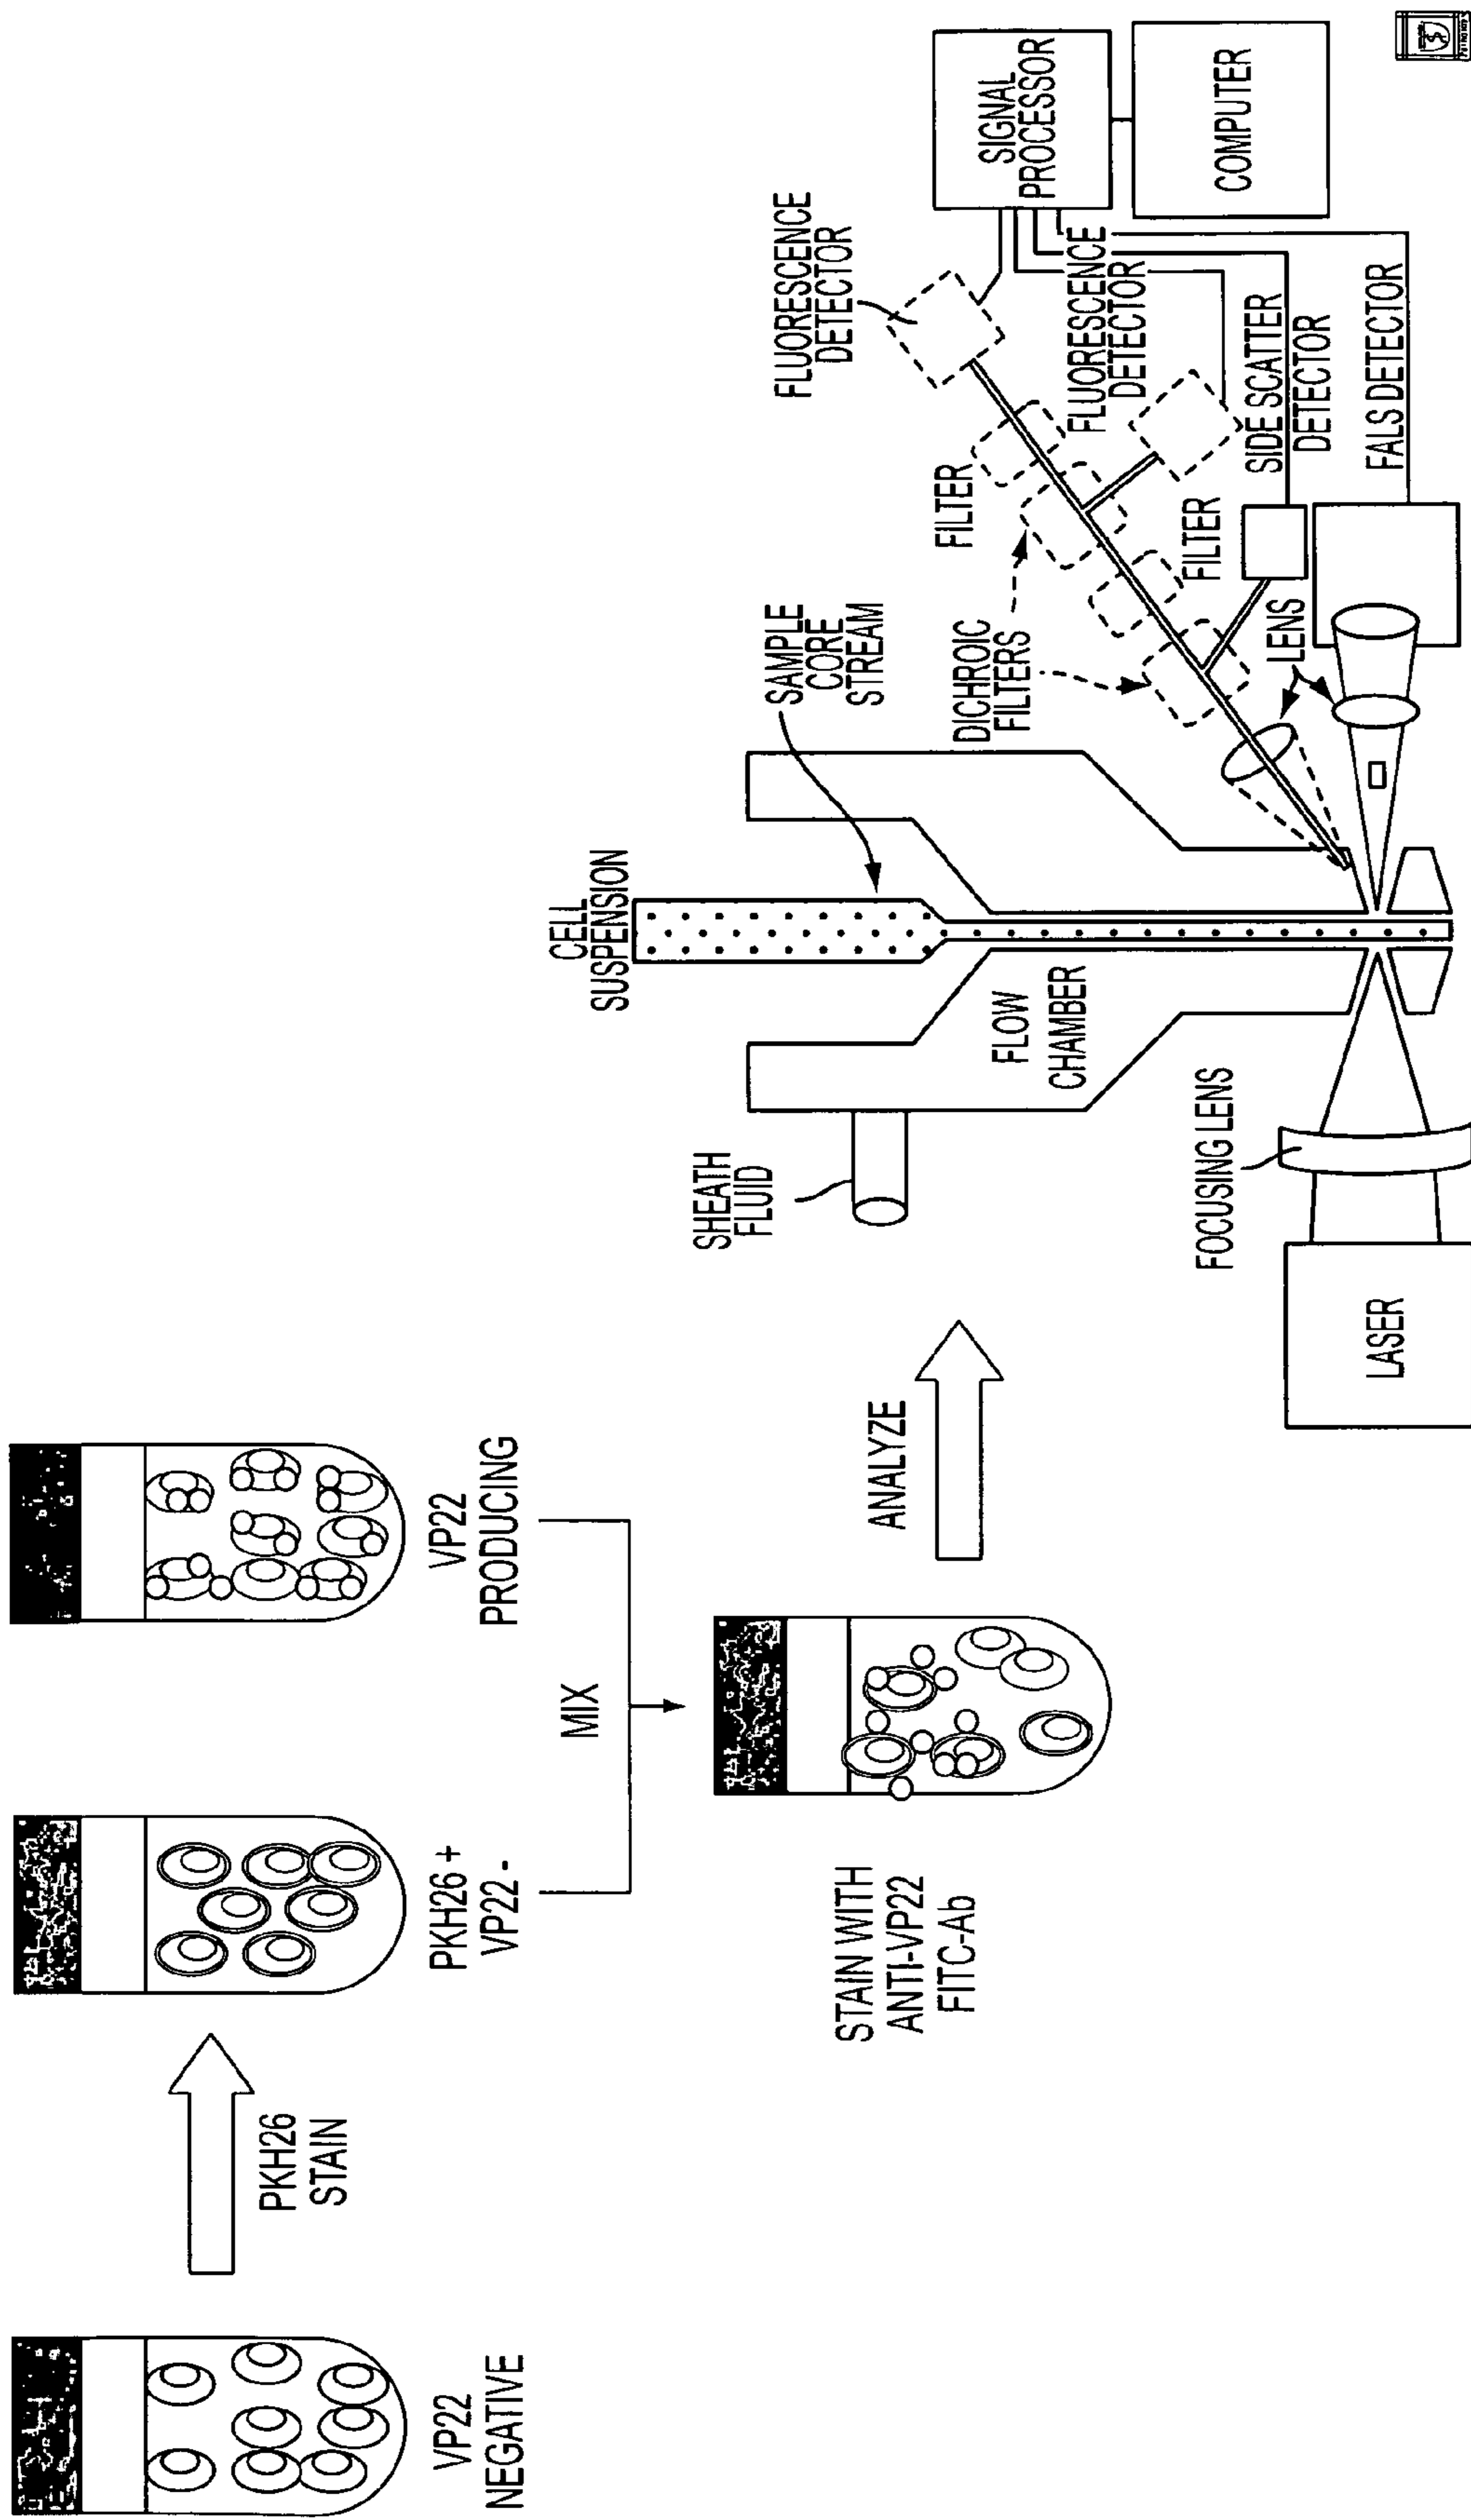 VP22
NEGATIVE
PKH26
STAIN
PKH26 +
VP22 -
VP22
PRODUCING
MIX
STAIN WITH
ANTI-VP22
FITC-Ab
ANALYZE
CELL
SUSPENSION
SHEATH
FLUID
SAMPLE
CORE
STREAM
FLOW
CHAMBER
FOCUSING LENS
LASER
FLUORESCENCE
DETECTOR
FILTER
DICHROIC
FILTERS
FLUORESCENCE
DETECTOR
FILTER
LENS
SIDE SCATTER
DETECTOR
FALS DETECTOR
SIGNAL
PROCESSOR
COMPUTER